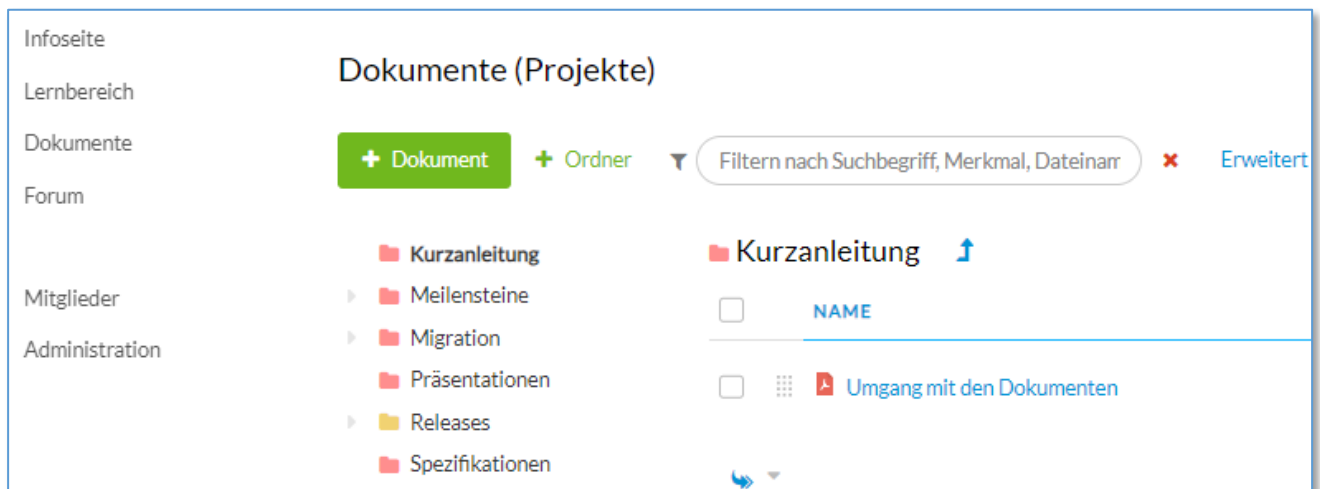 Infoseite
Lernbereich
Dokumente
Forum
Mitglieder
Administration
Dokumente (Projekte)
+ Dokument
+ Ordner
Filtern nach Suchbegriff, Merkmal, Dateinam
Erweitert
Kurzanleitung
Meilensteine
Migration
Präsentationen
Releases
Spezifikationen
Kurzanleitung
NAME
Umgang mit den Dokumenten